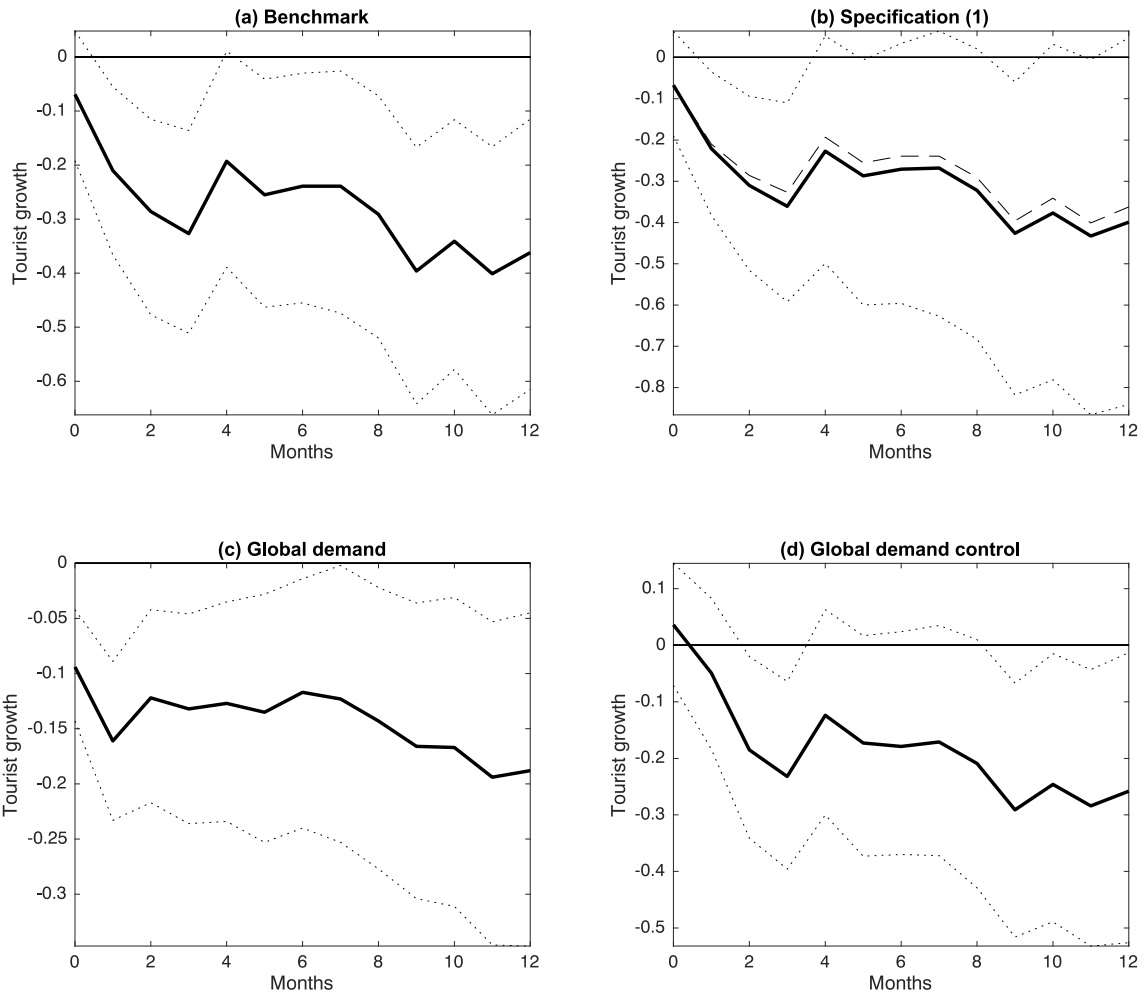 (a) Benchmark
0
-0.1
-0.2
-0.3
-0.4
-0.5
-0.6
Tourist growth
0 2 4 6 8 10 12
Months
(b) Specification (1)
0
-0.1
-0.2
-0.3
-0.4
-0.5
-0.6
-0.7
-0.8
Tourist growth
0 2 4 6 8 10 12
Months
(c) Global demand
0
-0.05
-0.1
-0.15
-0.2
-0.25
-0.3
Tourist growth
0 2 4 6 8 10 12
Months
(d) Global demand control
0.1
0
-0.1
-0.2
-0.3
-0.4
-0.5
Tourist growth
0 2 4 6 8 10 12
Months